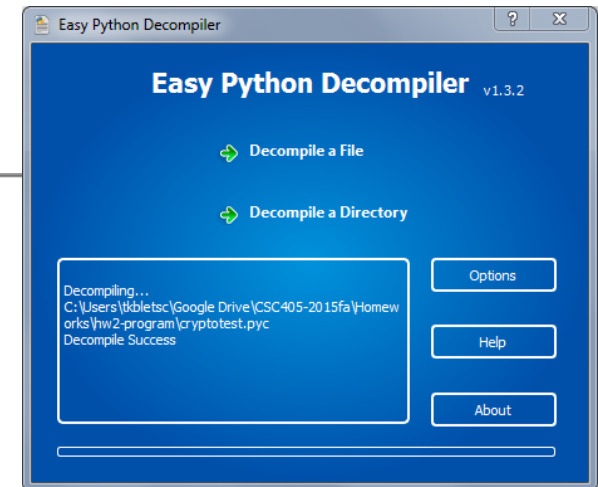 Easy Python Decompiler
Easy Python Decompiler v1.3.2
Decompile a File
Decompile a Directory
Decompiling...
C:\Users\tkbletsc\Google Drive\CSC405-2015fa\Homew
orks\hw2-program\cryptotest.pyc
Decompile Success
Options
Help
About